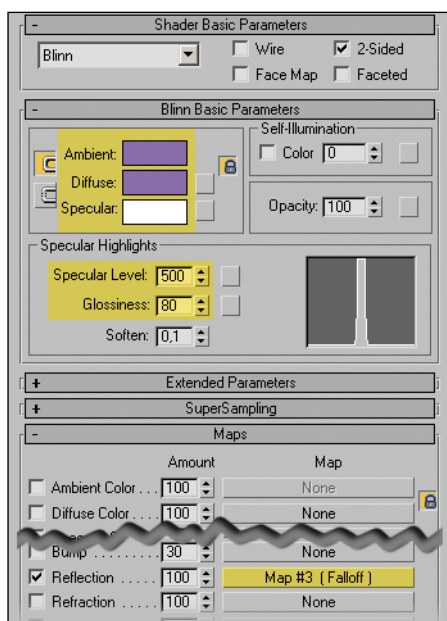 - Shader Basic Parameters
Blinn Wire 2-Sided
Face Map Faceted
- Blinn Basic Parameters
Self-Illumination
Ambient: Color 0
Diffuse:
Specular: Opacity: 100
Specular Highlights
Specular Level: 500
Glossiness: 80
Soften: 0,1
+ Extended Parameters
+ SuperSampling
- Maps
Amount Map
Ambient Color . . . 100 None
Diffuse Color . . . . 100 None
Bump . . . . . . . . . 30 None
Reflection . . . . . 100 Map #3 ( Falloff )
Refraction . . . . . 100 None